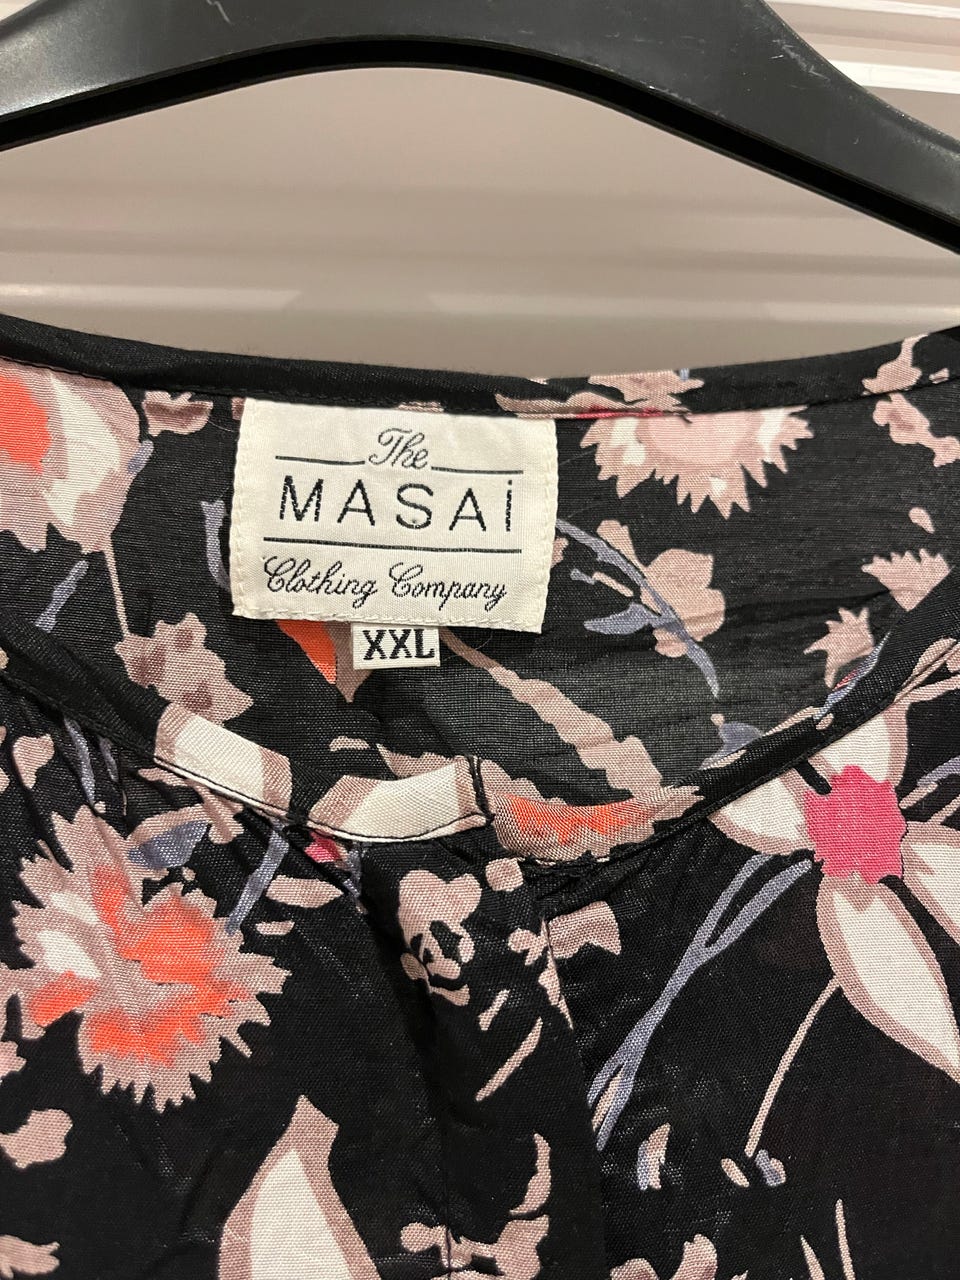 The
MASAi
Clothing Company
XXL